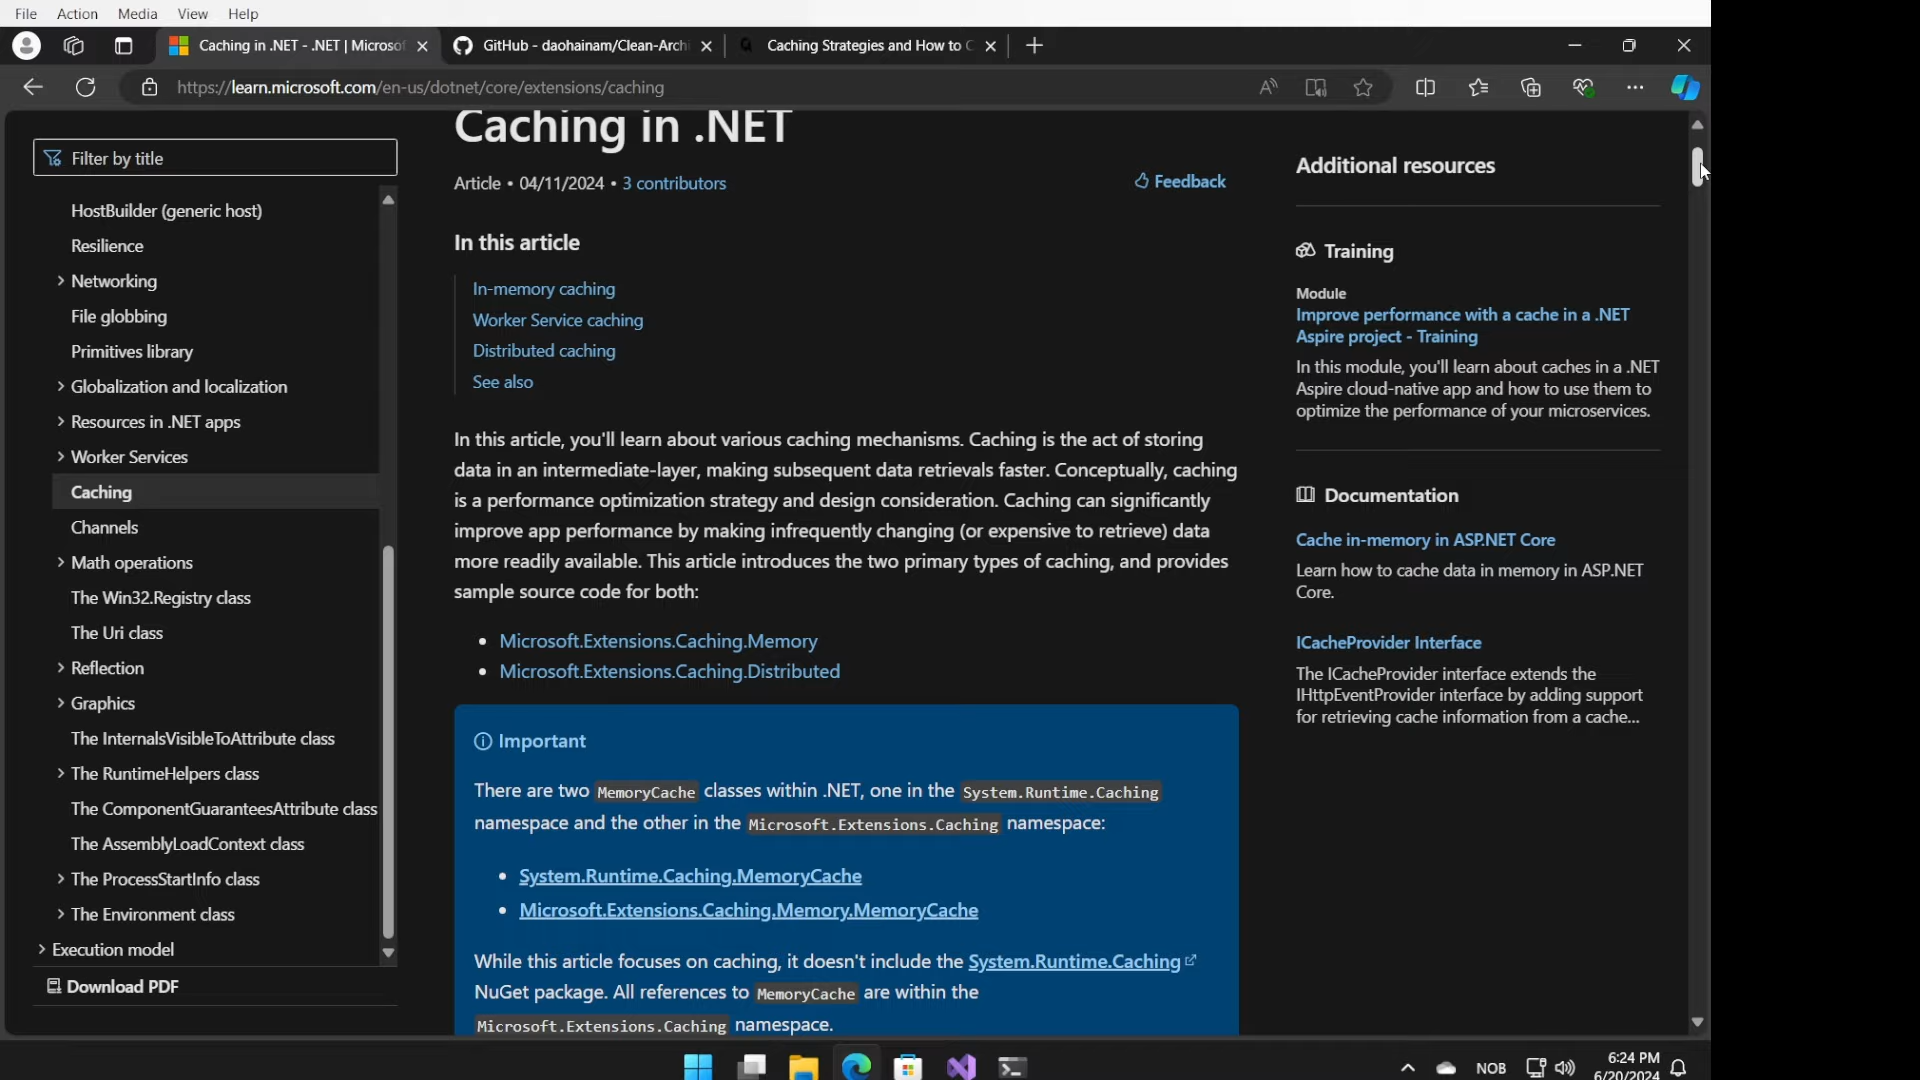 File Action Media View Help
Caching in .NET - .NET | Microsof
GitHub - daohainam/Clean-Archi
Caching Strategies and How to C
https://learn.microsoft.com/en-us/dotnet/core/extensions/caching
Filter by title
HostBuilder (generic host)
Resilience
Networking
File globbing
Primitives library
Globalization and localization
Resources in .NET apps
Worker Services
Caching
Channels
Math operations
The Win32.Registry class
The Uri class
Reflection
Graphics
The InternalsVisibleToAttribute class
The RuntimeHelpers class
The ComponentGuaranteesAttribute class
The AssemblyLoadContext class
The ProcessStartInfo class
The Environment class
Execution model
Download PDF
Caching in .NET
Article • 04/11/2024 • 3 contributors
Feedback
In this article
In-memory caching
Worker Service caching
Distributed caching
See also
In this article, you'll learn about various caching mechanisms. Caching is the act of storing
data in an intermediate-layer, making subsequent data retrievals faster. Conceptually, caching
is a performance optimization strategy and design consideration. Caching can significantly
improve app performance by making infrequently changing (or expensive to retrieve) data
more readily available. This article introduces the two primary types of caching, and provides
sample source code for both:
• Microsoft.Extensions.Caching.Memory
• Microsoft.Extensions.Caching.Distributed
Important
There are two MemoryCache classes within .NET, one in the System.Runtime.Caching
namespace and the other in the Microsoft.Extensions.Caching namespace:
• System.Runtime.Caching.MemoryCache
• Microsoft.Extensions.Caching.Memory.MemoryCache
While this article focuses on caching, it doesn't include the System.Runtime.Caching
NuGet package. All references to MemoryCache are within the
Microsoft.Extensions.Caching namespace.
Additional resources
Training
Module
Improve performance with a cache in a .NET
Aspire project - Training
In this module, you'll learn about caches in a .NET
Aspire cloud-native app and how to use them to
optimize the performance of your microservices.
Documentation
Cache in-memory in ASP.NET Core
Learn how to cache data in memory in ASP.NET
Core.
ICacheProvider Interface
The ICacheProvider interface extends the
IHttpEventProvider interface by adding support
for retrieving cache information from a cache...
NOB
6:24 PM
6/20/2024